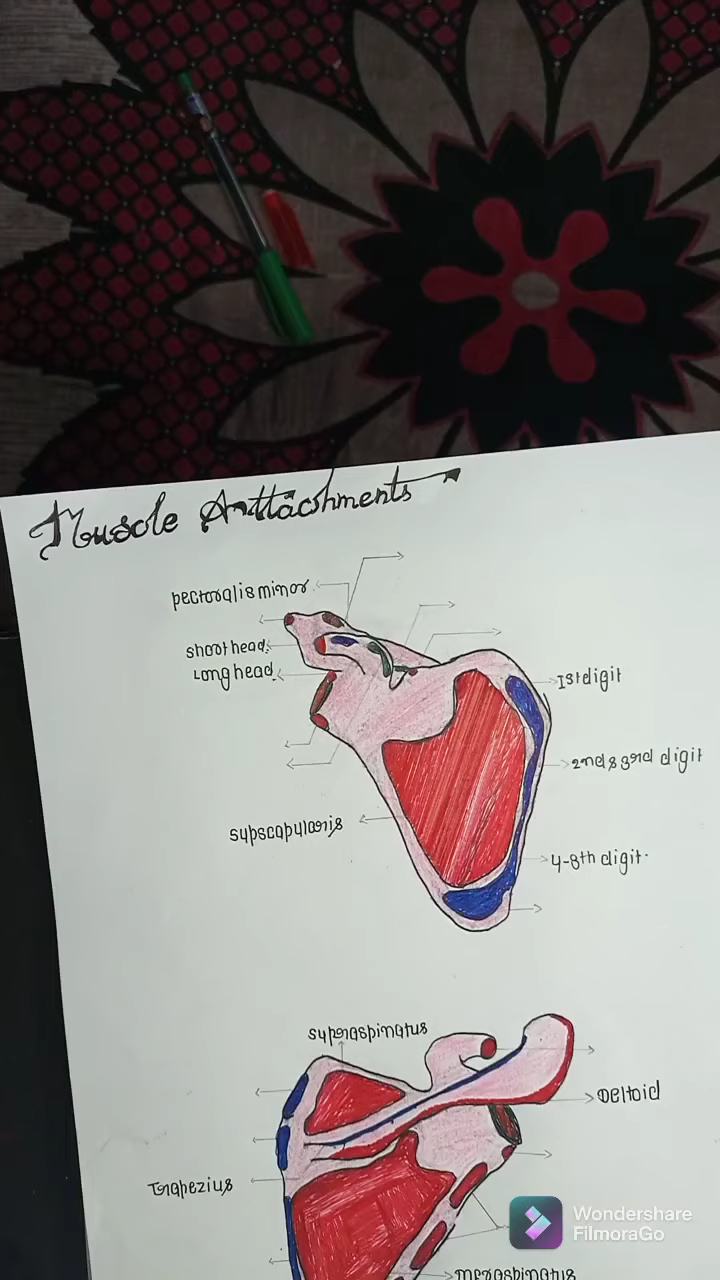 Muscle Anttachments
pectoralis minor
short head
Long head
1st digit
2nd & 3rd digit
supscapularis
4-8th digit.
supraspinatus
Deltoid
Trapezius
Wondershare
FilmoraGo